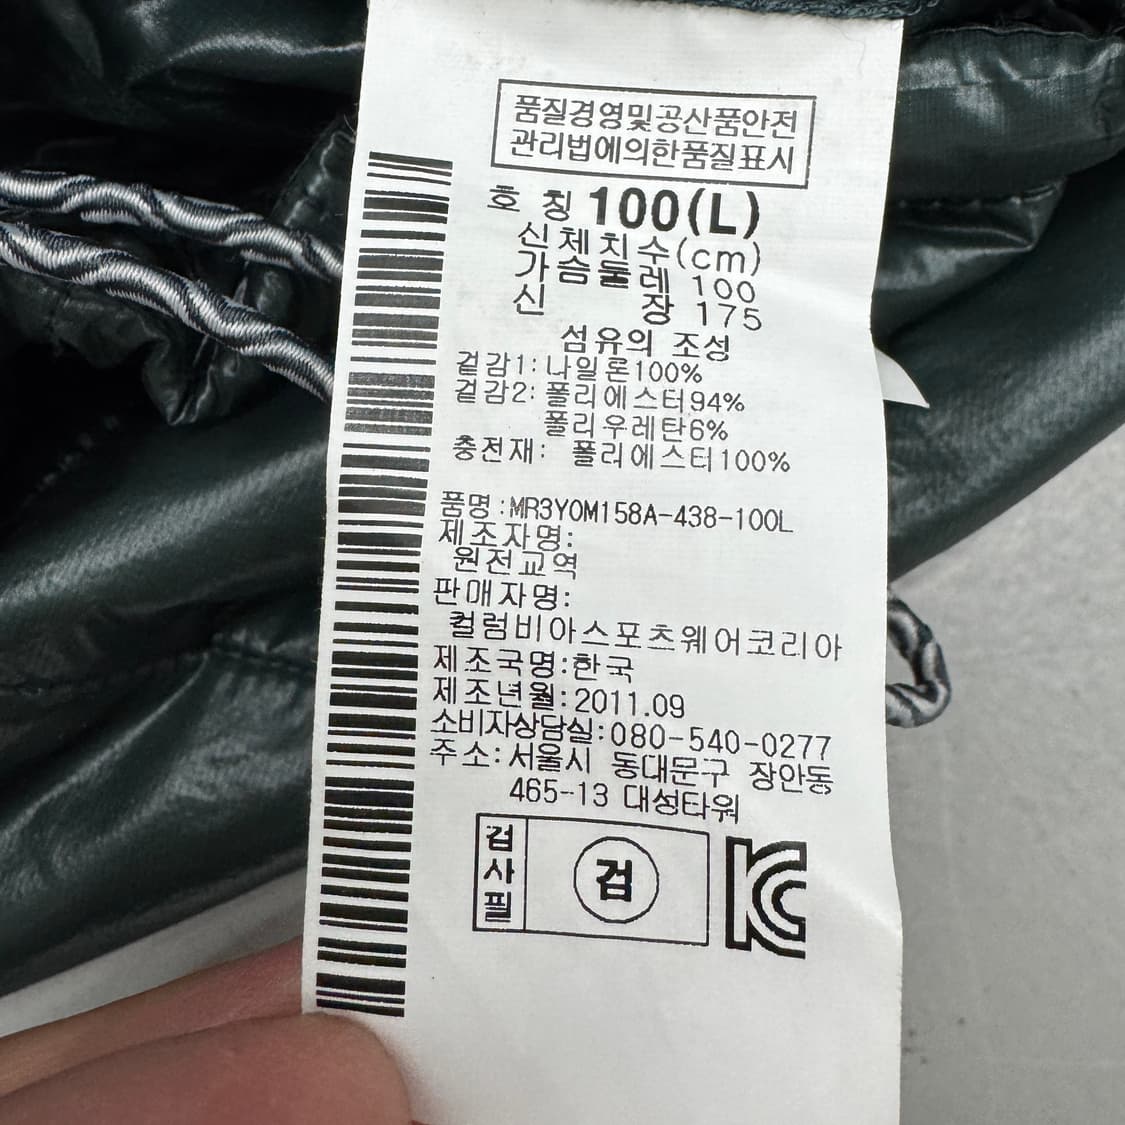 품질경영및공산품안전
관리법에의한품질표시
호 칭 100(L)
신체치수(cm)
가슴둘레 100
신 장 175
섬유의 조성
겉감1: 나일론100%
겉감2: 폴리에스터94%
폴리우레탄6%
충전재: 폴리에스터100%
품명:MR3YOM158A-438-100L
제조자명:
원전교역
판매자명:
컬럼비아스포츠웨어코리아
제조국명:한국
제조년월:2011.09
소비자상담실:080-540-0277
주소:서울시 동대문구 장안동
465-13 대성타워
검사필
검
KC